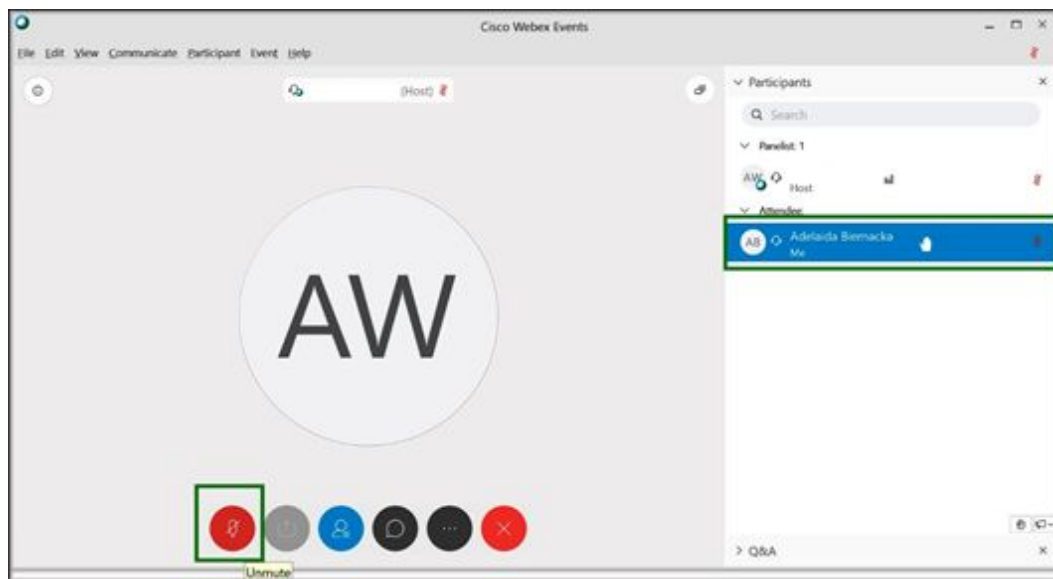 Cisco Webex Events
File Edit View Communicate Participant Event Help
(Host)
Participants
Search
Panelist: 1
AW
Host
Attendee:
AB Adelaida Biernacka
Me
AW
Unmute
Q&A